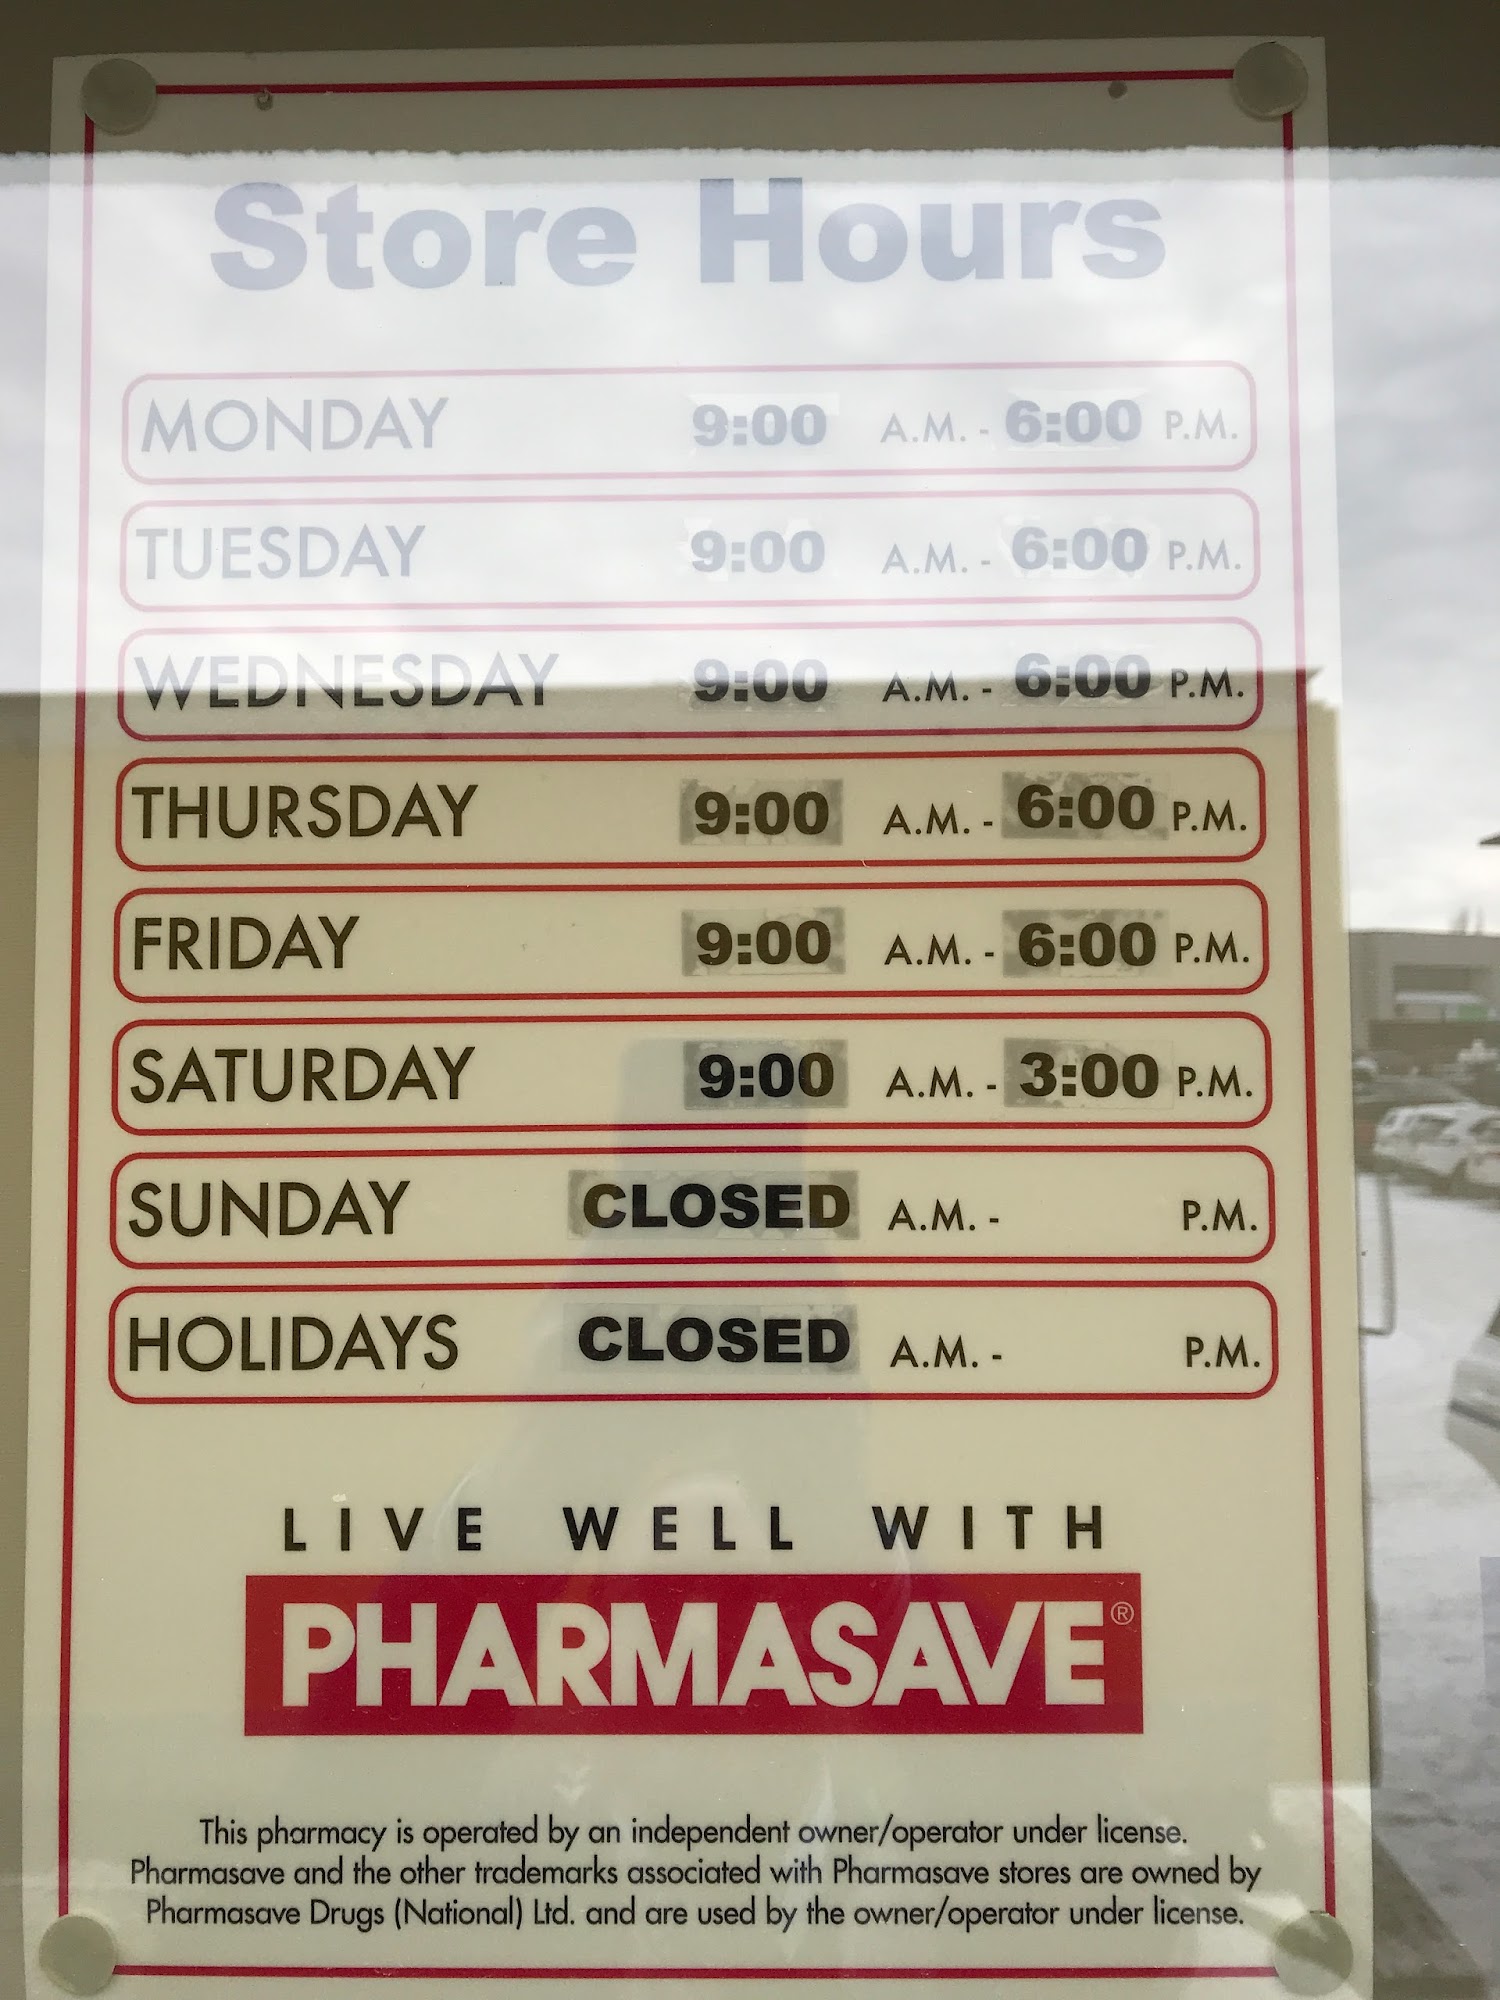 Store Hours
MONDAY 9:00 A.M. - 6:00 P.M.
TUESDAY 9:00 A.M. - 6:00 P.M.
WEDNESDAY 9:00 A.M. - 6:00 P.M.
THURSDAY 9:00 A.M. - 6:00 P.M.
FRIDAY 9:00 A.M. - 6:00 P.M.
SATURDAY 9:00 A.M. - 3:00 P.M.
SUNDAY CLOSED A.M. - P.M.
HOLIDAYS CLOSED A.M. - P.M.
LIVE WELL WITH
PHARMASAVE®
This pharmacy is operated by an independent owner/operator under license.
Pharmasave and the other trademarks associated with Pharmasave stores are owned by
Pharmasave Drugs (National) Ltd. and are used by the owner/operator under license.